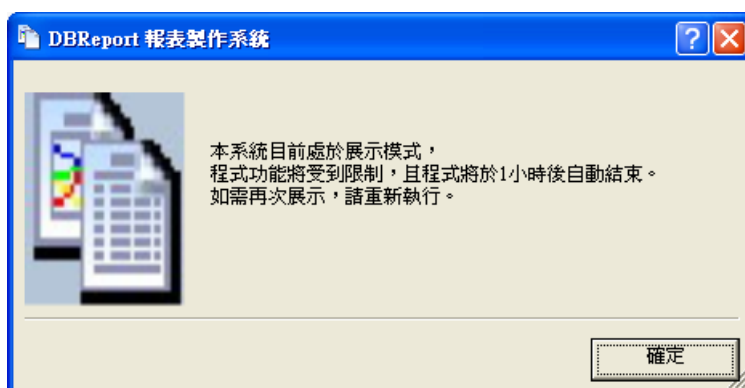 DBReport 報表製作系統
本系統目前處於展示模式，
程式功能將受到限制，且程式將於1小時後自動結束。
如需再次展示，請重新執行。
確定